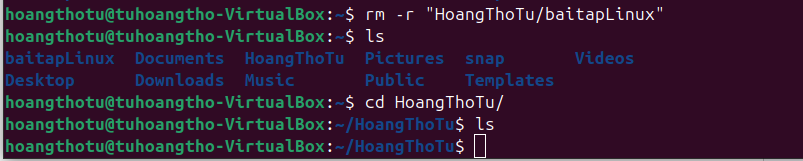 hoangthotu@tuhoangtho-VirtualBox:~$ rm -r "HoangThoTu/baitapLinux"
hoangthotu@tuhoangtho-VirtualBox:~$ ls
baitapLinux  Documents  HoangThoTu  Pictures  snap       Videos
Desktop      Downloads  Music       Public    Templates
hoangthotu@tuhoangtho-VirtualBox:~$ cd HoangThoTu/
hoangthotu@tuhoangtho-VirtualBox:~/HoangThoTu$ ls
hoangthotu@tuhoangtho-VirtualBox:~/HoangThoTu$